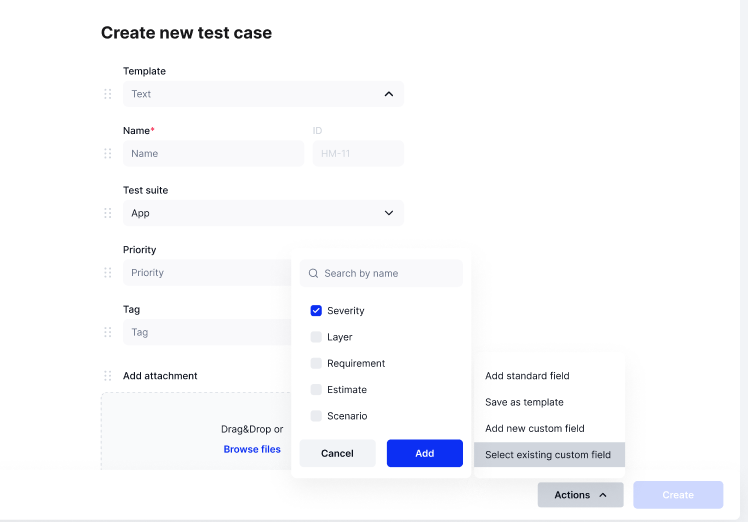 Create new test case
Template
Text
Name* ID
Name HM-11
Test suite
App
Priority
Priority
Search by name
Tag
Tag
Severity
Layer
Requirement
Estimate
Scenario
Cancel Add
Add attachment
Drag&Drop or
Browse files
Add standard field
Save as template
Add new custom field
Select existing custom field
Actions Create